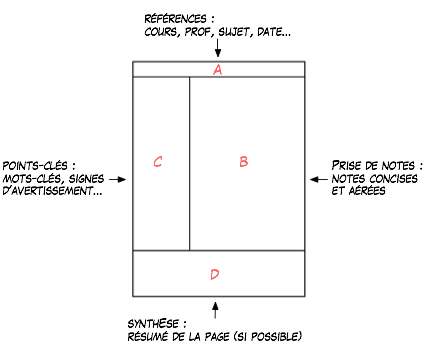 RÉFÉRENCES :
COURS, PROF, SUJET, DATE...
A
POINTS-CLÉS :
MOTS-CLÉS, SIGNES
D'AVERTISSEMENT...
C
B
PRISE DE NOTES :
NOTES CONCISES
ET AÉRÉES
D
SYNTHÈSE :
RÉSUMÉ DE LA PAGE (SI POSSIBLE)